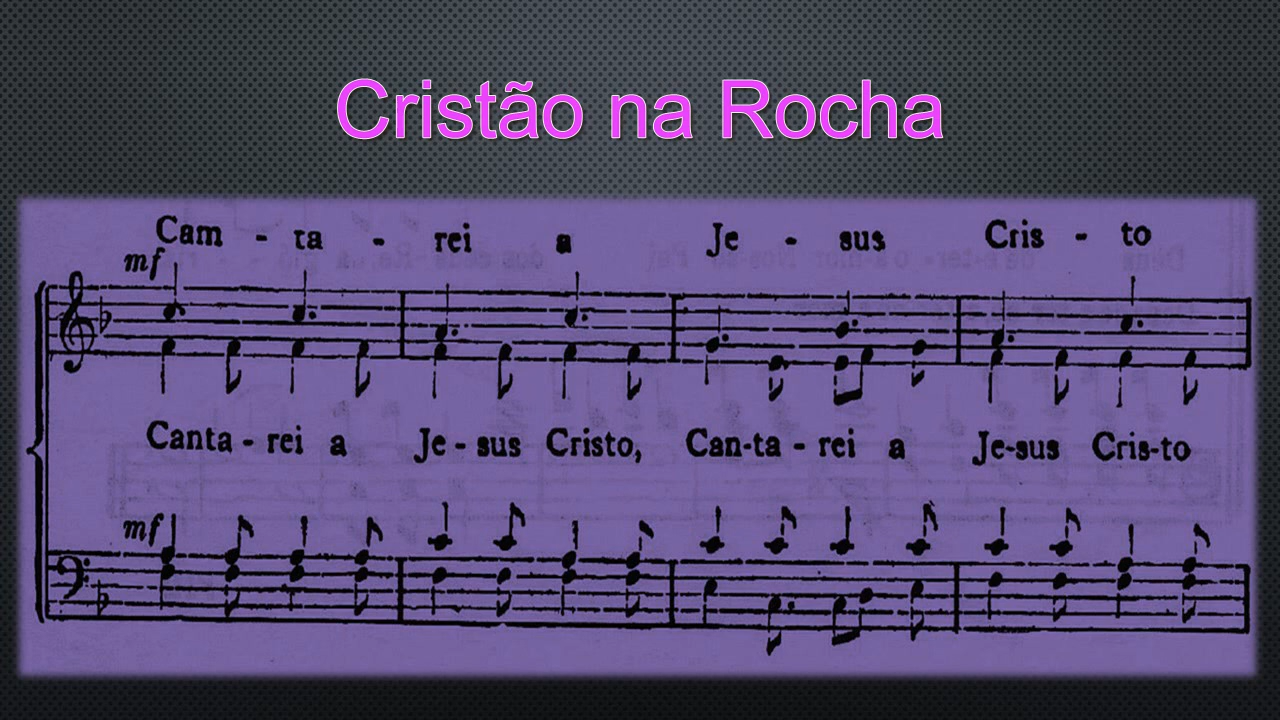 Cristão na Rocha
Cam - ta - rei a Je - sus Cris - to
mf
Canta - rei a Je - sus Cristo, Can-ta - rei a Je-sus Cris-to
mf